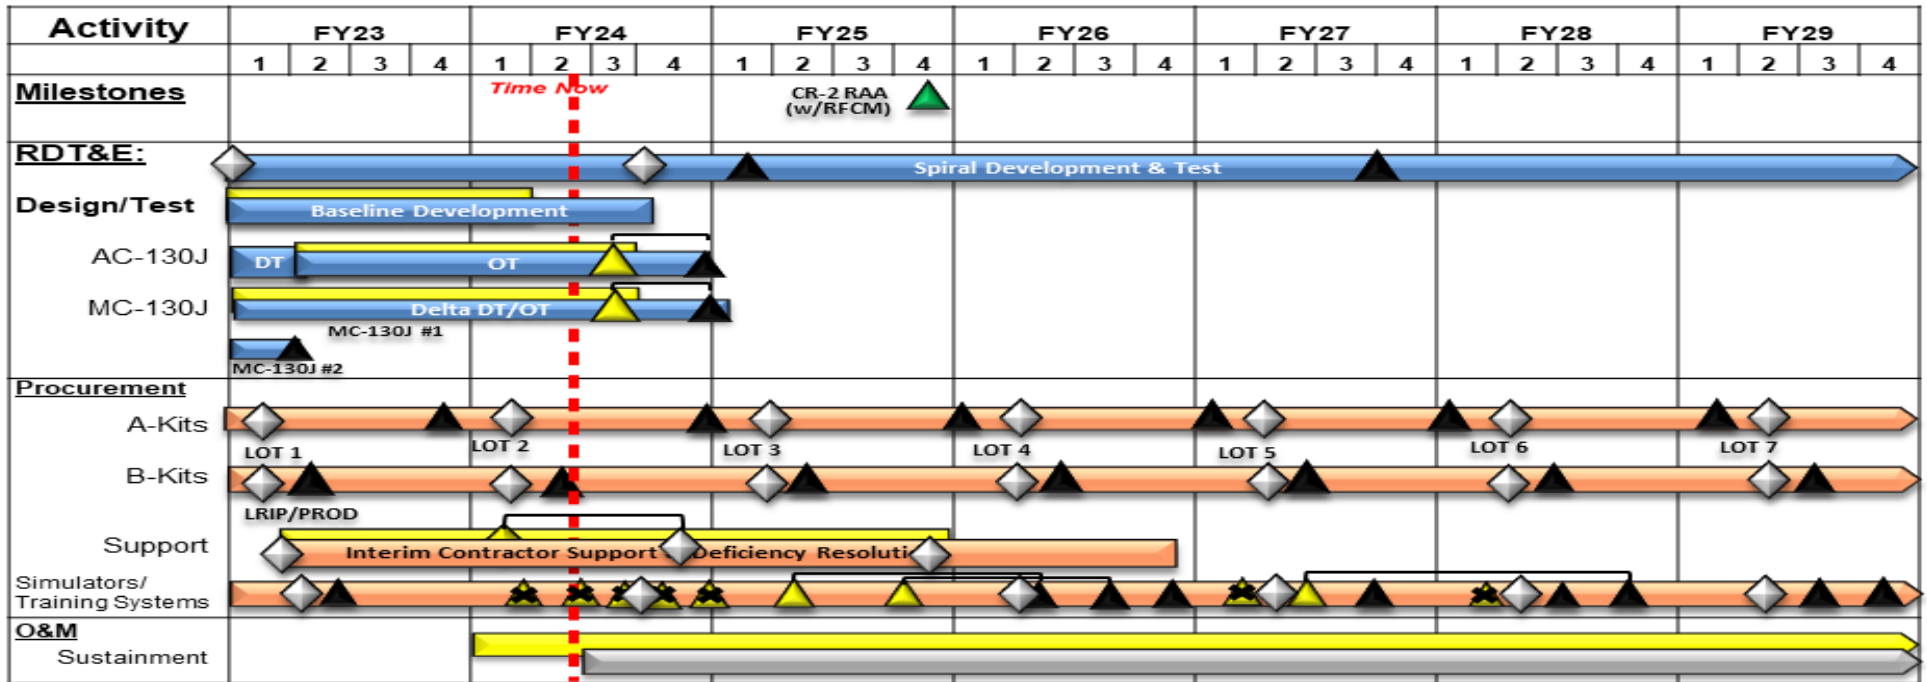 Activity FY23 FY24 FY25 FY26 FY27 FY28 FY29
1 2 3 4 1 2 3 4 1 2 3 4 1 2 3 4 1 2 3 4 1 2 3 4 1 2 3 4
Milestones
Time Now
CR-2 RAA
(w/RFCM)
RDT&E:
Spiral Development & Test
Design/Test
Baseline Development
AC-130J
DT
OT
MC-130J
Delta DT/OT
MC-130J #1
MC-130J #2
Procurement
A-Kits
LOT 1 LOT 2 LOT 3 LOT 4 LOT 5 LOT 6 LOT 7
B-Kits
LRIP/PROD
Support
Interim Contractor Support Deficiency Resoluti
Simulators/
Training Systems
O&M
Sustainment